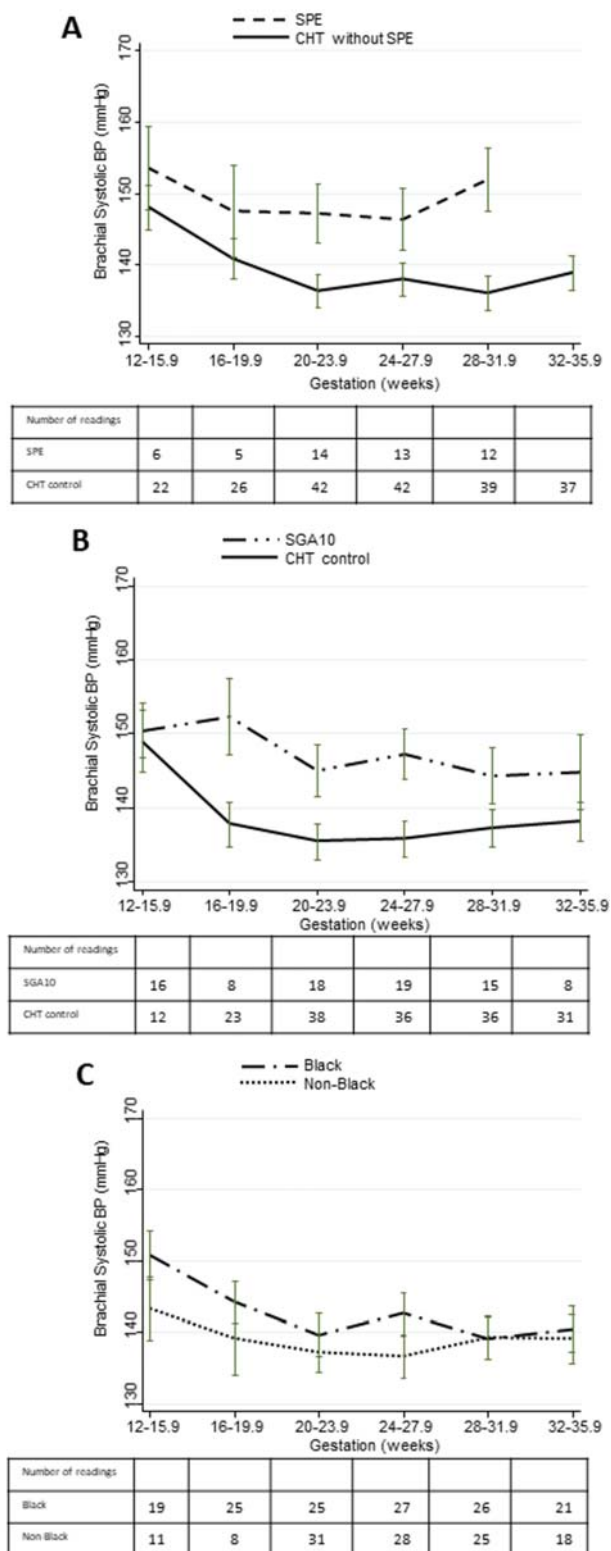 A
SPE
CHT without SPE
Brachial Systolic BP (mmHg)
170
160
150
140
130
12-15.9 16-19.9 20-23.9 24-27.9 28-31.9 32-35.9
Gestation (weeks)
Number of readings
SPE 6 5 14 13 12
CHT control 22 26 42 42 39 37
B
SGA10
CHT control
Brachial Systolic BP (mmHg)
170
160
150
140
130
12-15.9 16-19.9 20-23.9 24-27.9 28-31.9 32-35.9
Gestation (weeks)
Number of readings
SGA10 16 8 18 19 15 8
CHT control 12 23 38 36 36 31
C
Black
Non-Black
Brachial Systolic BP (mmHg)
170
160
150
140
130
12-15.9 16-19.9 20-23.9 24-27.9 28-31.9 32-35.9
Gestation (weeks)
Number of readings
Black 19 25 25 27 26 21
Non Black 11 8 31 28 25 18